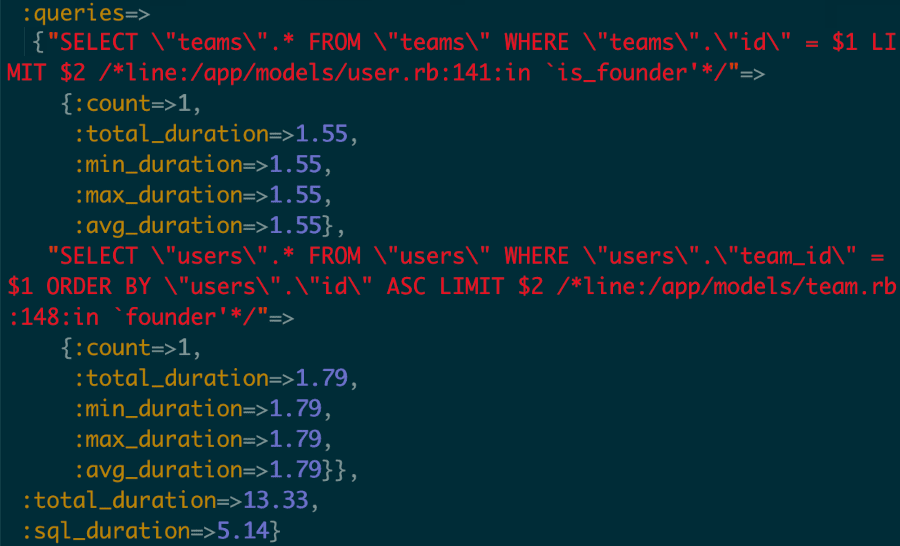 :queries=>
{"SELECT \"teams\".* FROM \"teams\" WHERE \"teams\".\"id\" = $1 LI
MIT $2 /*line:/app/models/user.rb:141:in `is_founder'*/"=>
{:count=>1,
:total_duration=>1.55,
:min_duration=>1.55,
:max_duration=>1.55,
:avg_duration=>1.55},
"SELECT \"users\".* FROM \"users\" WHERE \"users\".\"team_id\" =
$1 ORDER BY \"users\".\"id\" ASC LIMIT $2 /*line:/app/models/team.rb
:148:in `founder'*/"=>
{:count=>1,
:total_duration=>1.79,
:min_duration=>1.79,
:max_duration=>1.79,
:avg_duration=>1.79}},
:total_duration=>13.33,
:sql_duration=>5.14}